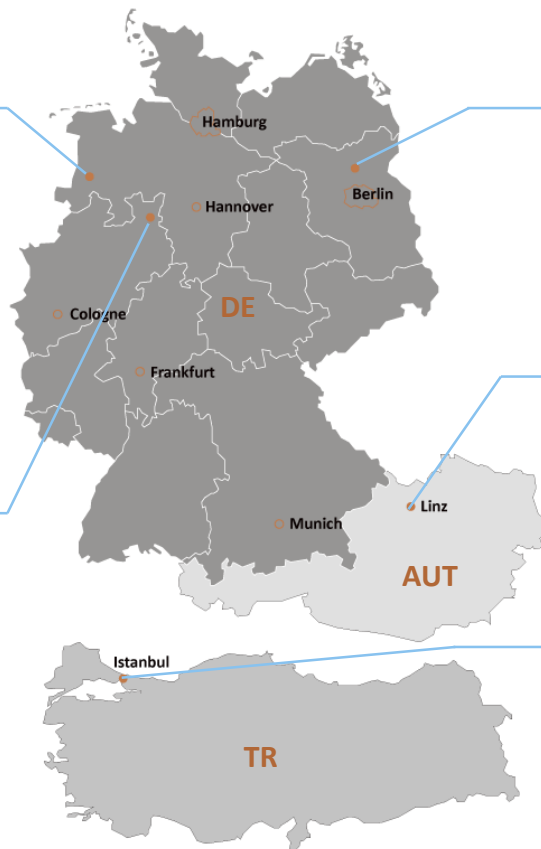 Hamburg
Berlin
Hannover
DE
Cologne
Frankfurt
Linz
Munich
AUT
Istanbul
TR